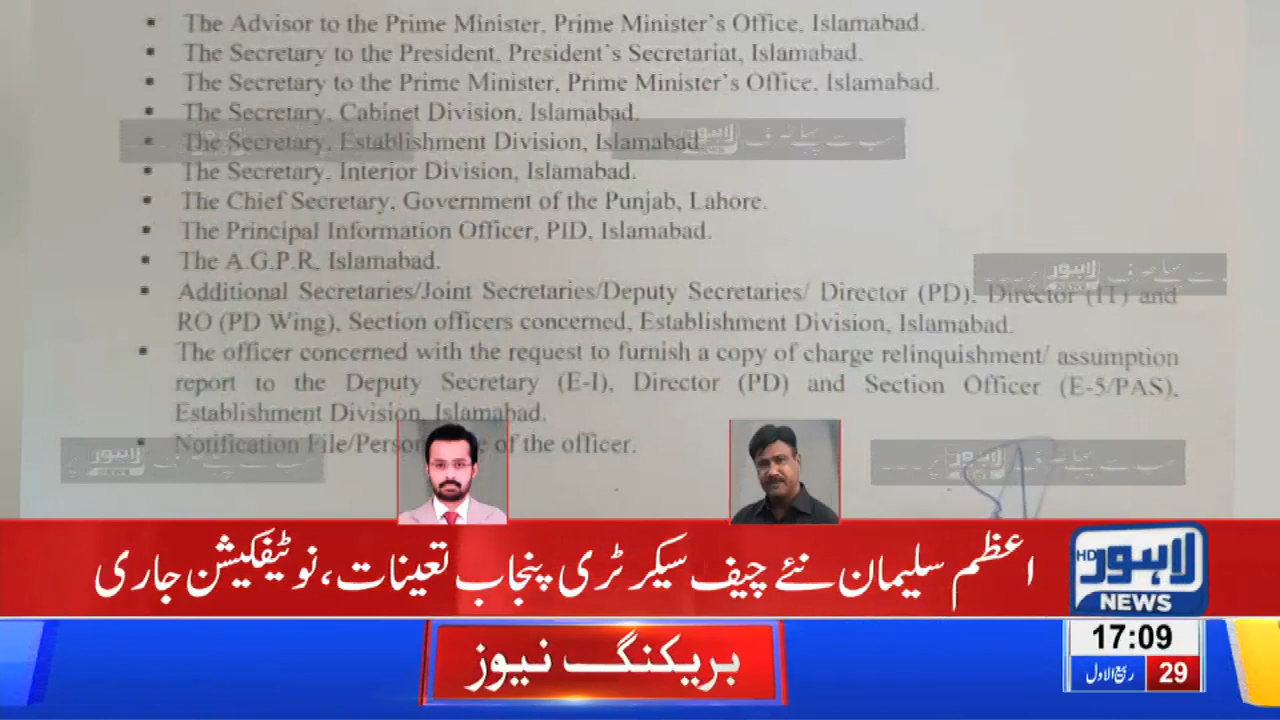 The Advisor to the Prime Minister, Prime Minister's Office, Islamabad.
The Secretary to the President, President's Secretariat, Islamabad.
The Secretary to the Prime Minister, Prime Minister's Office, Islamabad.
The Secretary, Cabinet Division, Islamabad.
The Secretary, Establishment Division, Islamabad.
The Secretary, Interior Division, Islamabad.
The Chief Secretary, Government of the Punjab, Lahore.
The Principal Information Officer, PID, Islamabad.
The A.G.P.R, Islamabad.
Additional Secretaries/Joint Secretaries/Deputy Secretaries/ Director (PD), Director (IT) and
RO (PD Wing), Section officers concerned, Establishment Division, Islamabad.
The officer concerned with the request to furnish a copy of charge relinquishment/ assumption
report to the Deputy Secretary (E-I), Director (PD) and Section Officer (E-5/PAS),
Establishment Division, Islamabad.
Notification File/Person of the officer.
اعظم سلیمان نئے چیف سیکرٹری پنجاب تعینات، نوٹیفکیشن جاری
لاہور HD
NEWS
بریکنگ نیوز
17:09
29 ربیع الاول